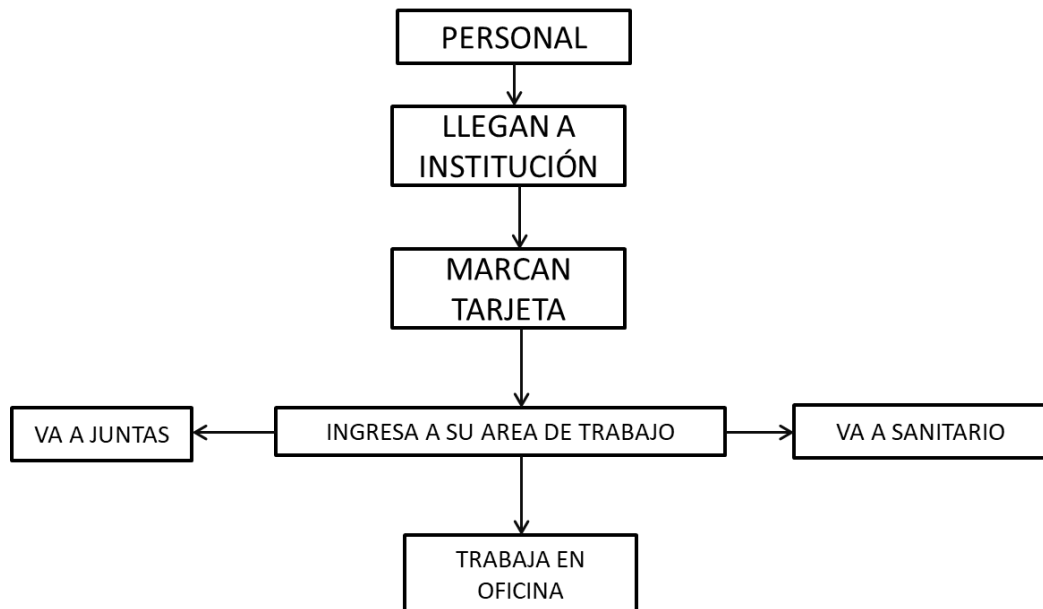 PERSONAL
LLEGAN A
INSTITUCIÓN
MARCAN
TARJETA
VA A JUNTAS
INGRESA A SU AREA DE TRABAJO
VA A SANITARIO
TRABAJA EN
OFICINA